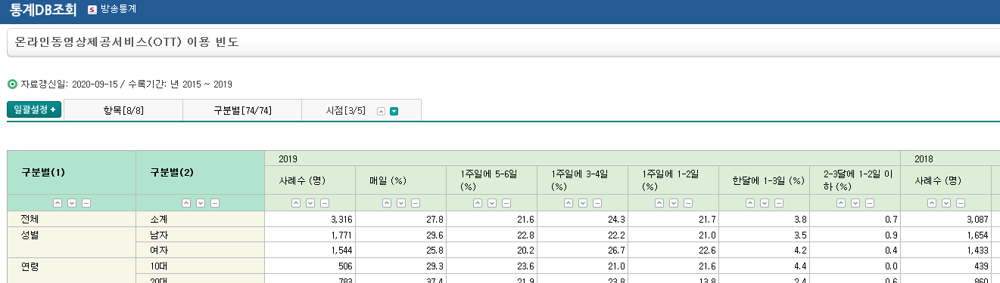 통계DB조회 S 방송통계
온라인동영상제공서비스(OTT) 이용 빈도
자료갱신일: 2020-09-15 / 수록기간: 년 2015 ~ 2019
일괄설정 + 항목[8/8] 구분별[74/74] 시점[3/5]
구분별(1) 구분별(2) 2019 2018
사례수 (명) 매일 (%) 1주일에 5-6일 (%) 1주일에 3-4일 (%) 1주일에 1-2일 (%) 한달에 1-3일 (%) 2-3달에 1-2일 이하 (%) 사례수 (명)
전체 소계 3,316 27.8 21.6 24.3 21.7 3.8 0.7 3,087
성별 남자 1,771 29.6 22.8 22.2 21.0 3.5 0.9 1,654
여자 1,544 25.8 20.2 26.7 22.6 4.2 0.4 1,433
연령 10대 506 29.3 23.6 21.0 21.6 4.4 0.0 439
20대 783 37.4 21.9 23.8 13.8 2.4 0.6 860